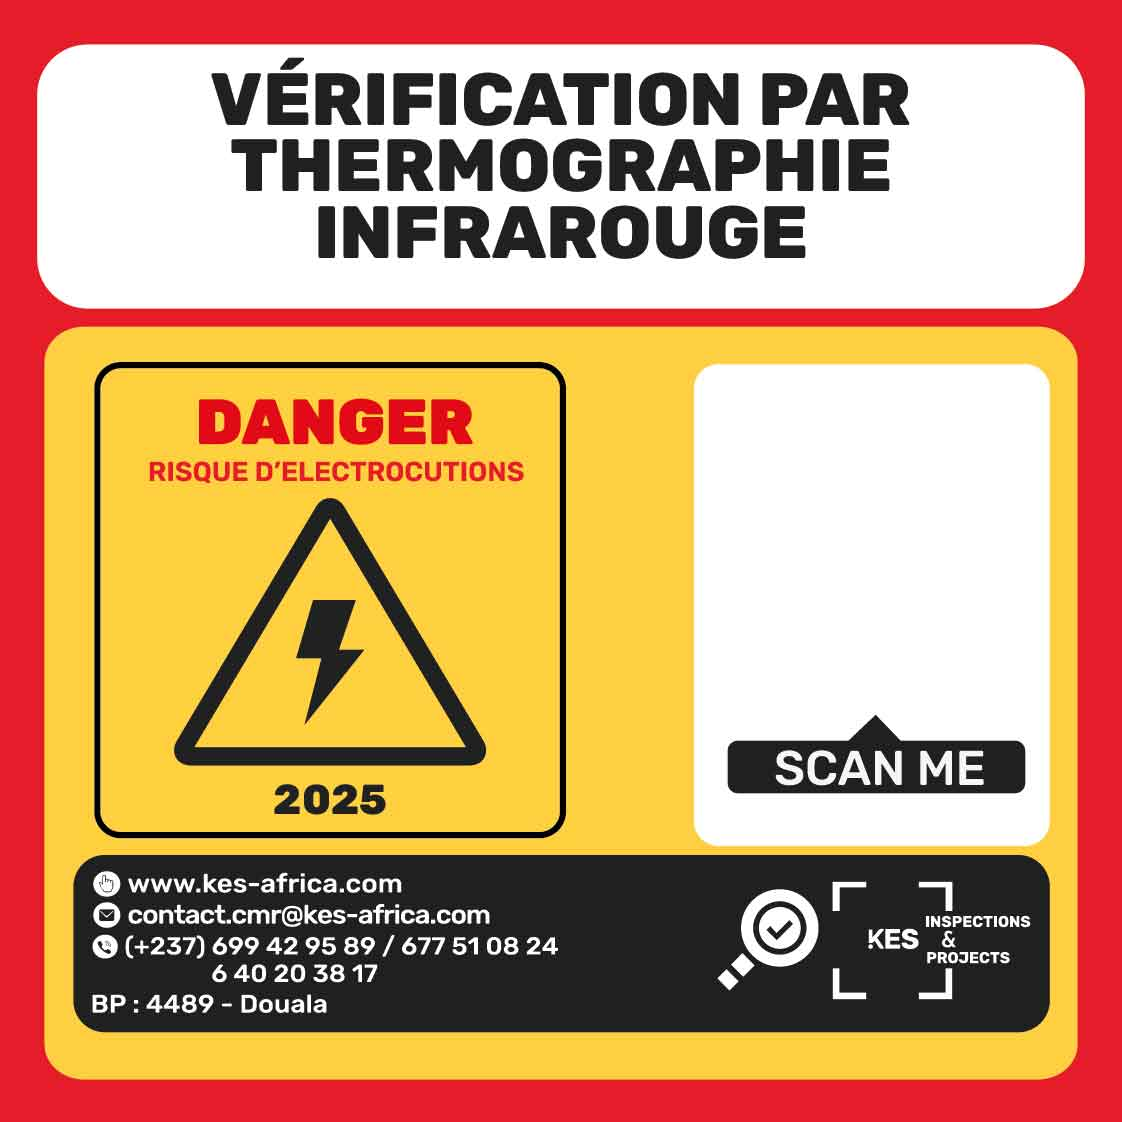 VÉRIFICATION PAR
THERMOGRAPHIE
INFRAROUGE
DANGER
RISQUE D'ELECTROCUTIONS
2025
SCAN ME
www.kes-africa.com
contact.cmr@kes-africa.com
(+237) 699 42 95 89 / 677 51 08 24
6 40 20 38 17
BP : 4489 - Douala
KES INSPECTIONS
&
PROJECTS